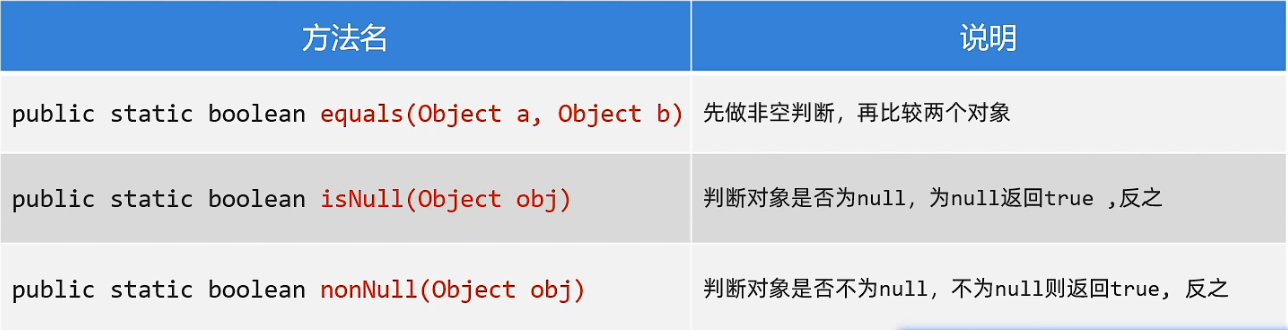 方法名 说明
public static boolean equals(Object a, Object b) 先做非空判断，再比较两个对象
public static boolean isNull(Object obj) 判断对象是否为null，为null返回true ,反之
public static boolean nonNull(Object obj) 判断对象是否不为null，不为null则返回true, 反之